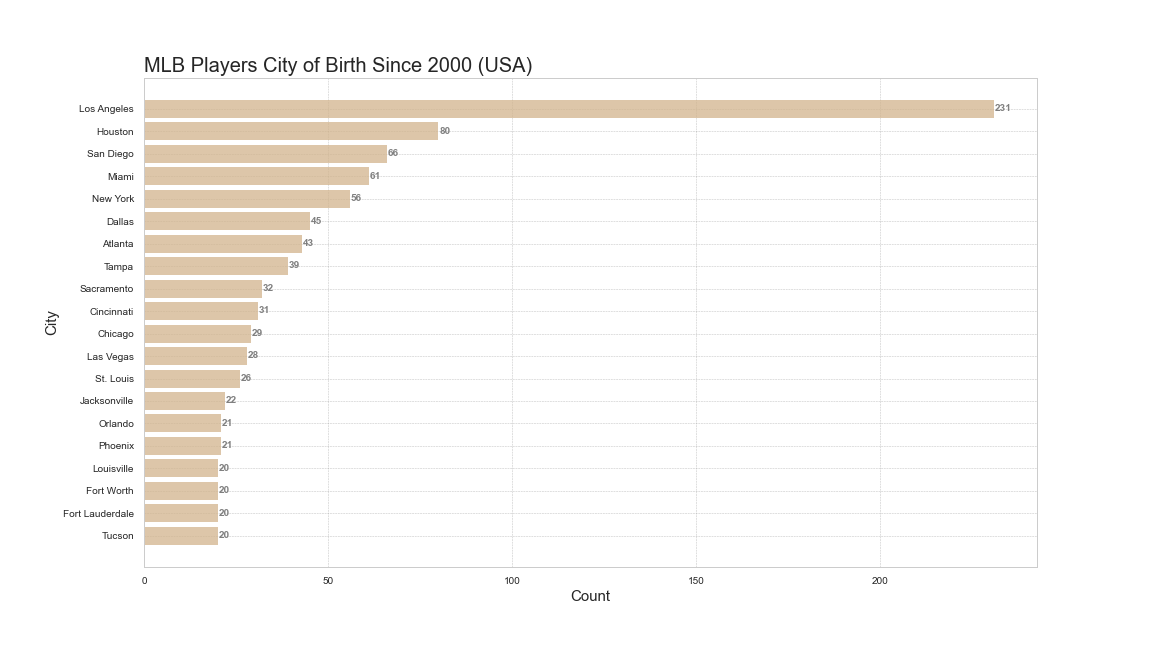 MLB Players City of Birth Since 2000 (USA)
Los Angeles 231
Houston 80
San Diego 66
Miami 61
New York 56
Dallas 45
Atlanta 43
Tampa 39
Sacramento 32
Cincinnati 31
Chicago 29
Las Vegas 28
St. Louis 26
Jacksonville 22
Orlando 21
Phoenix 21
Louisville 20
Fort Worth 20
Fort Lauderdale 20
Tucson 20
City
0 50 100 150 200
Count